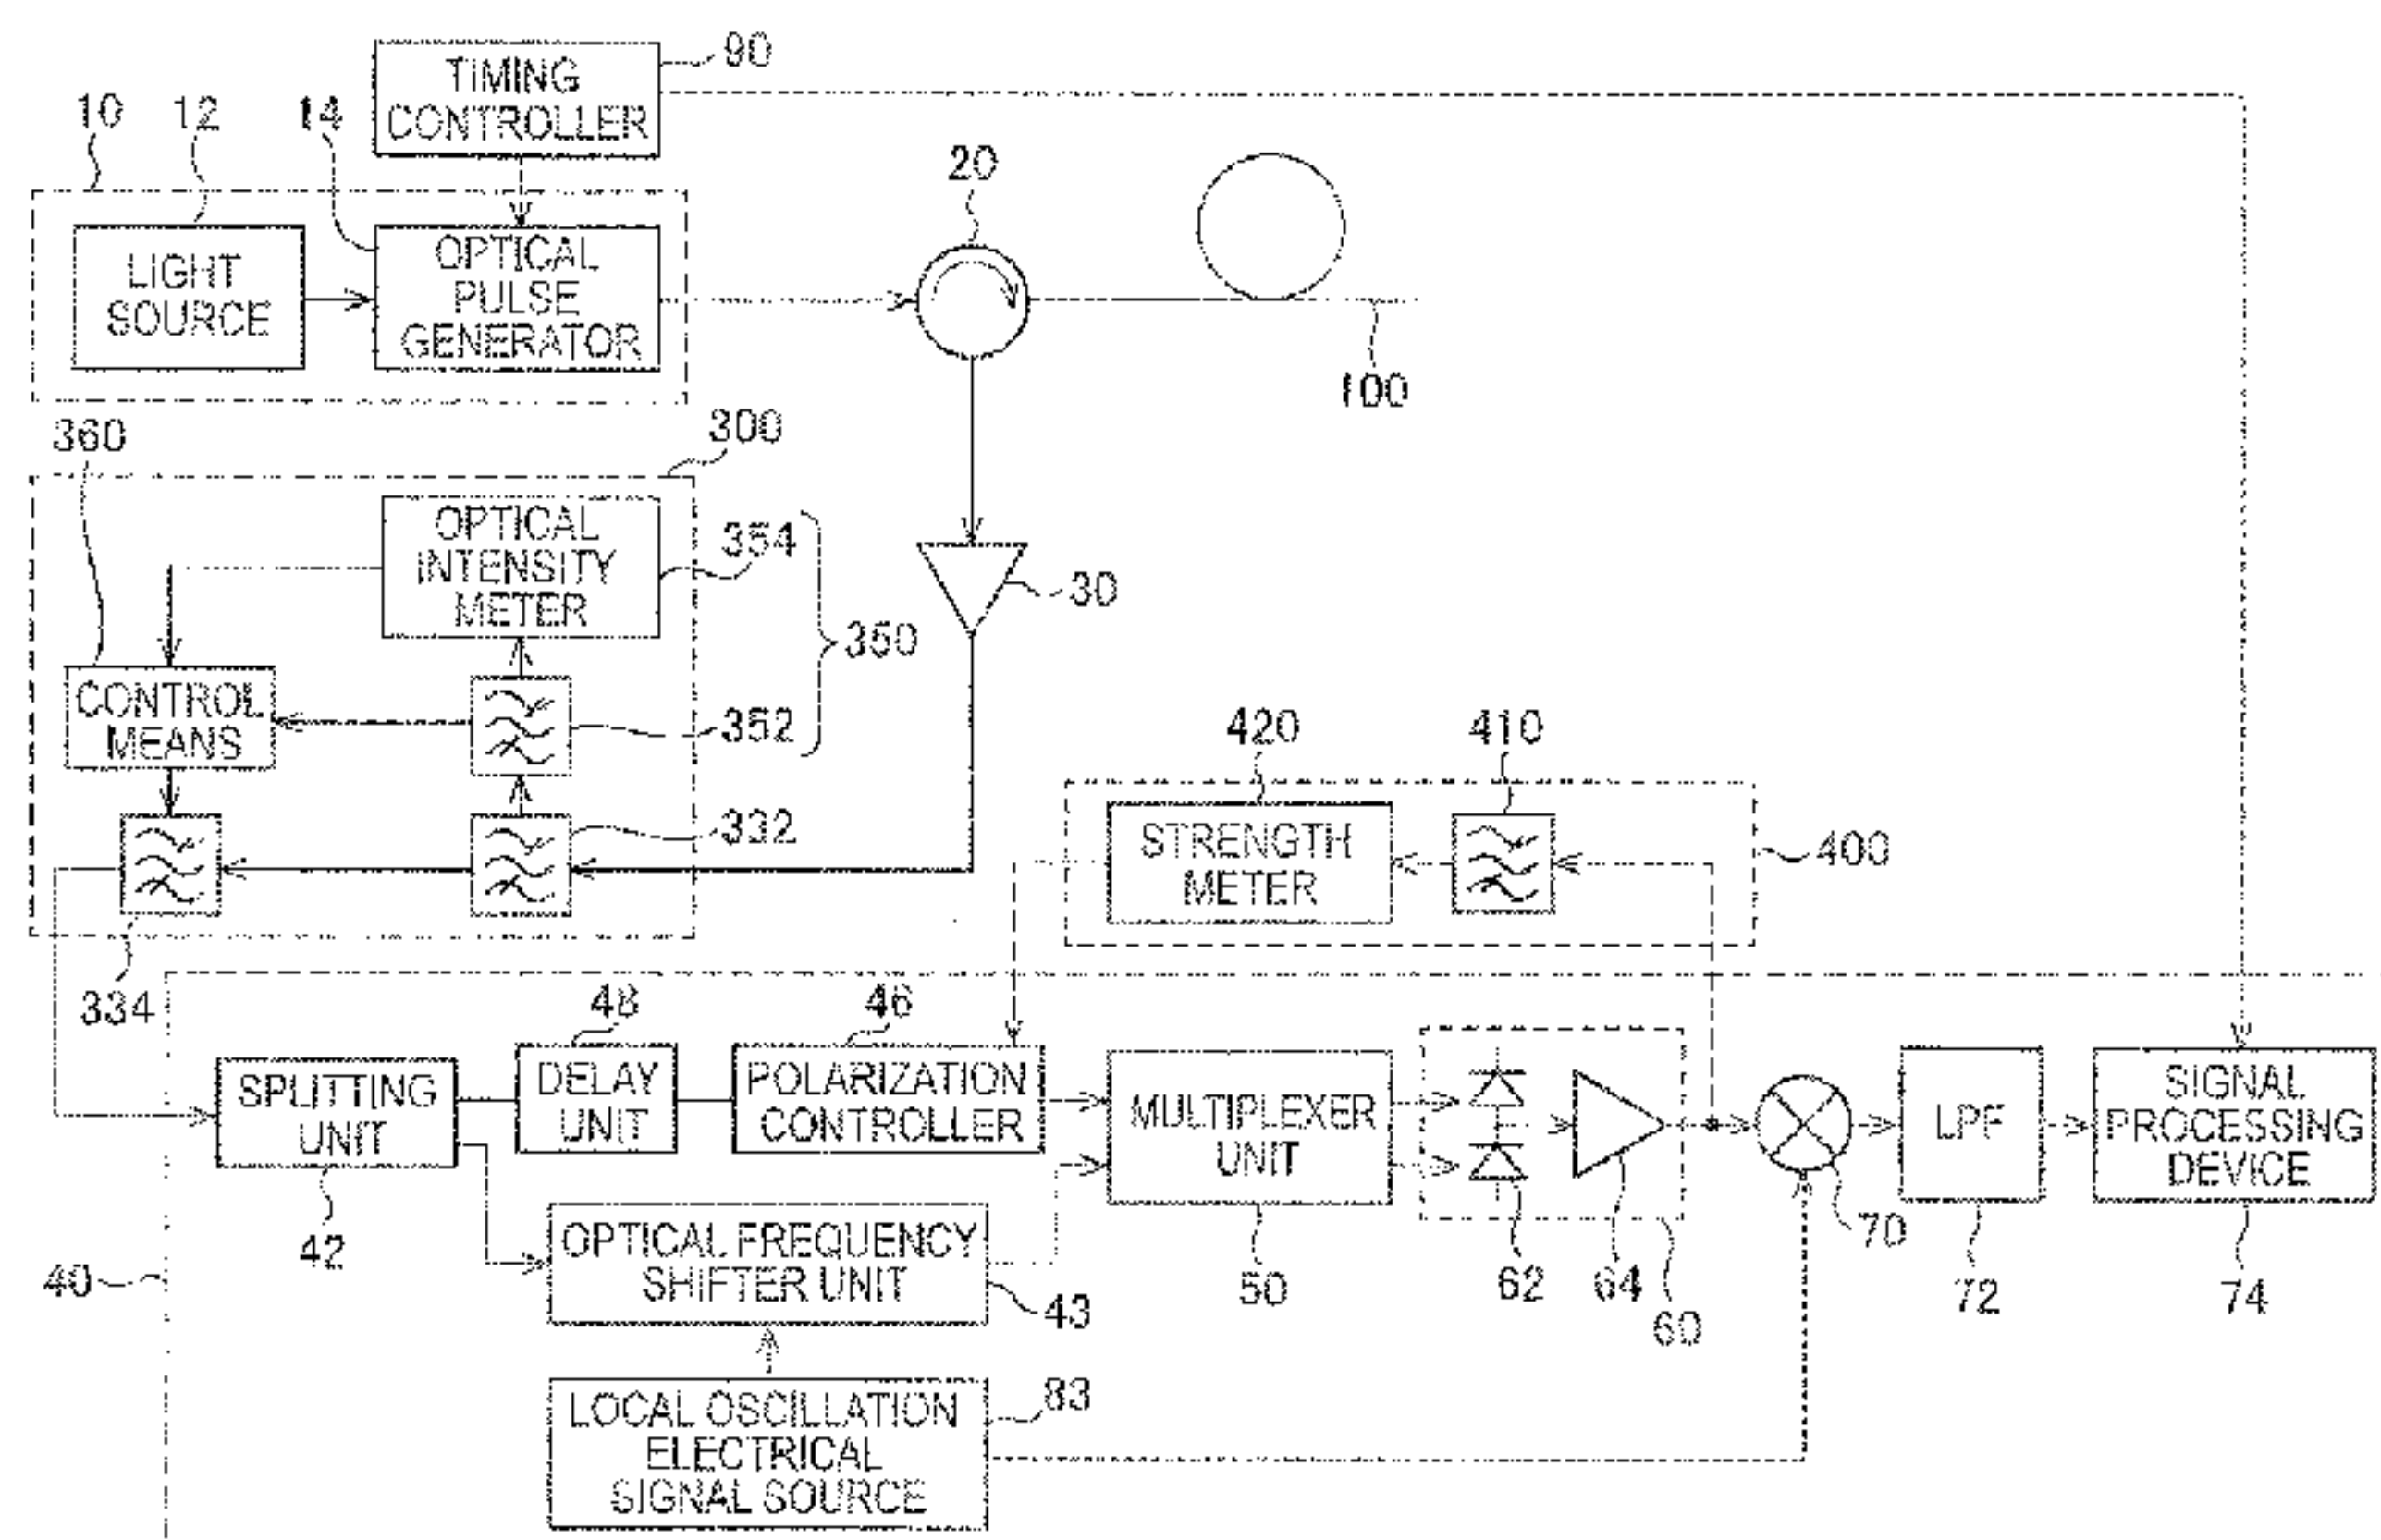 90
TIMING
CONTROLLER
10
12
14
20
LIGHT
SOURCE
OPTICAL
PULSE
GENERATOR
100
360
300
OPTICAL
INTENSITY
METER
354
350
30
CONTROL
MEANS
352
332
334
420
410
STRENGTH
METER
400
48
46
SPLITTING
UNIT
DELAY
UNIT
POLARIZATION
CONTROLLER
MULTIPLEXER
UNIT
LPF
SIGNAL
PROCESSING
DEVICE
42
40
OPTICAL FREQUENCY
SHIFTER UNIT
43
50
62
64
60
70
72
74
LOCAL OSCILLATION
ELECTRICAL
SIGNAL SOURCE
83